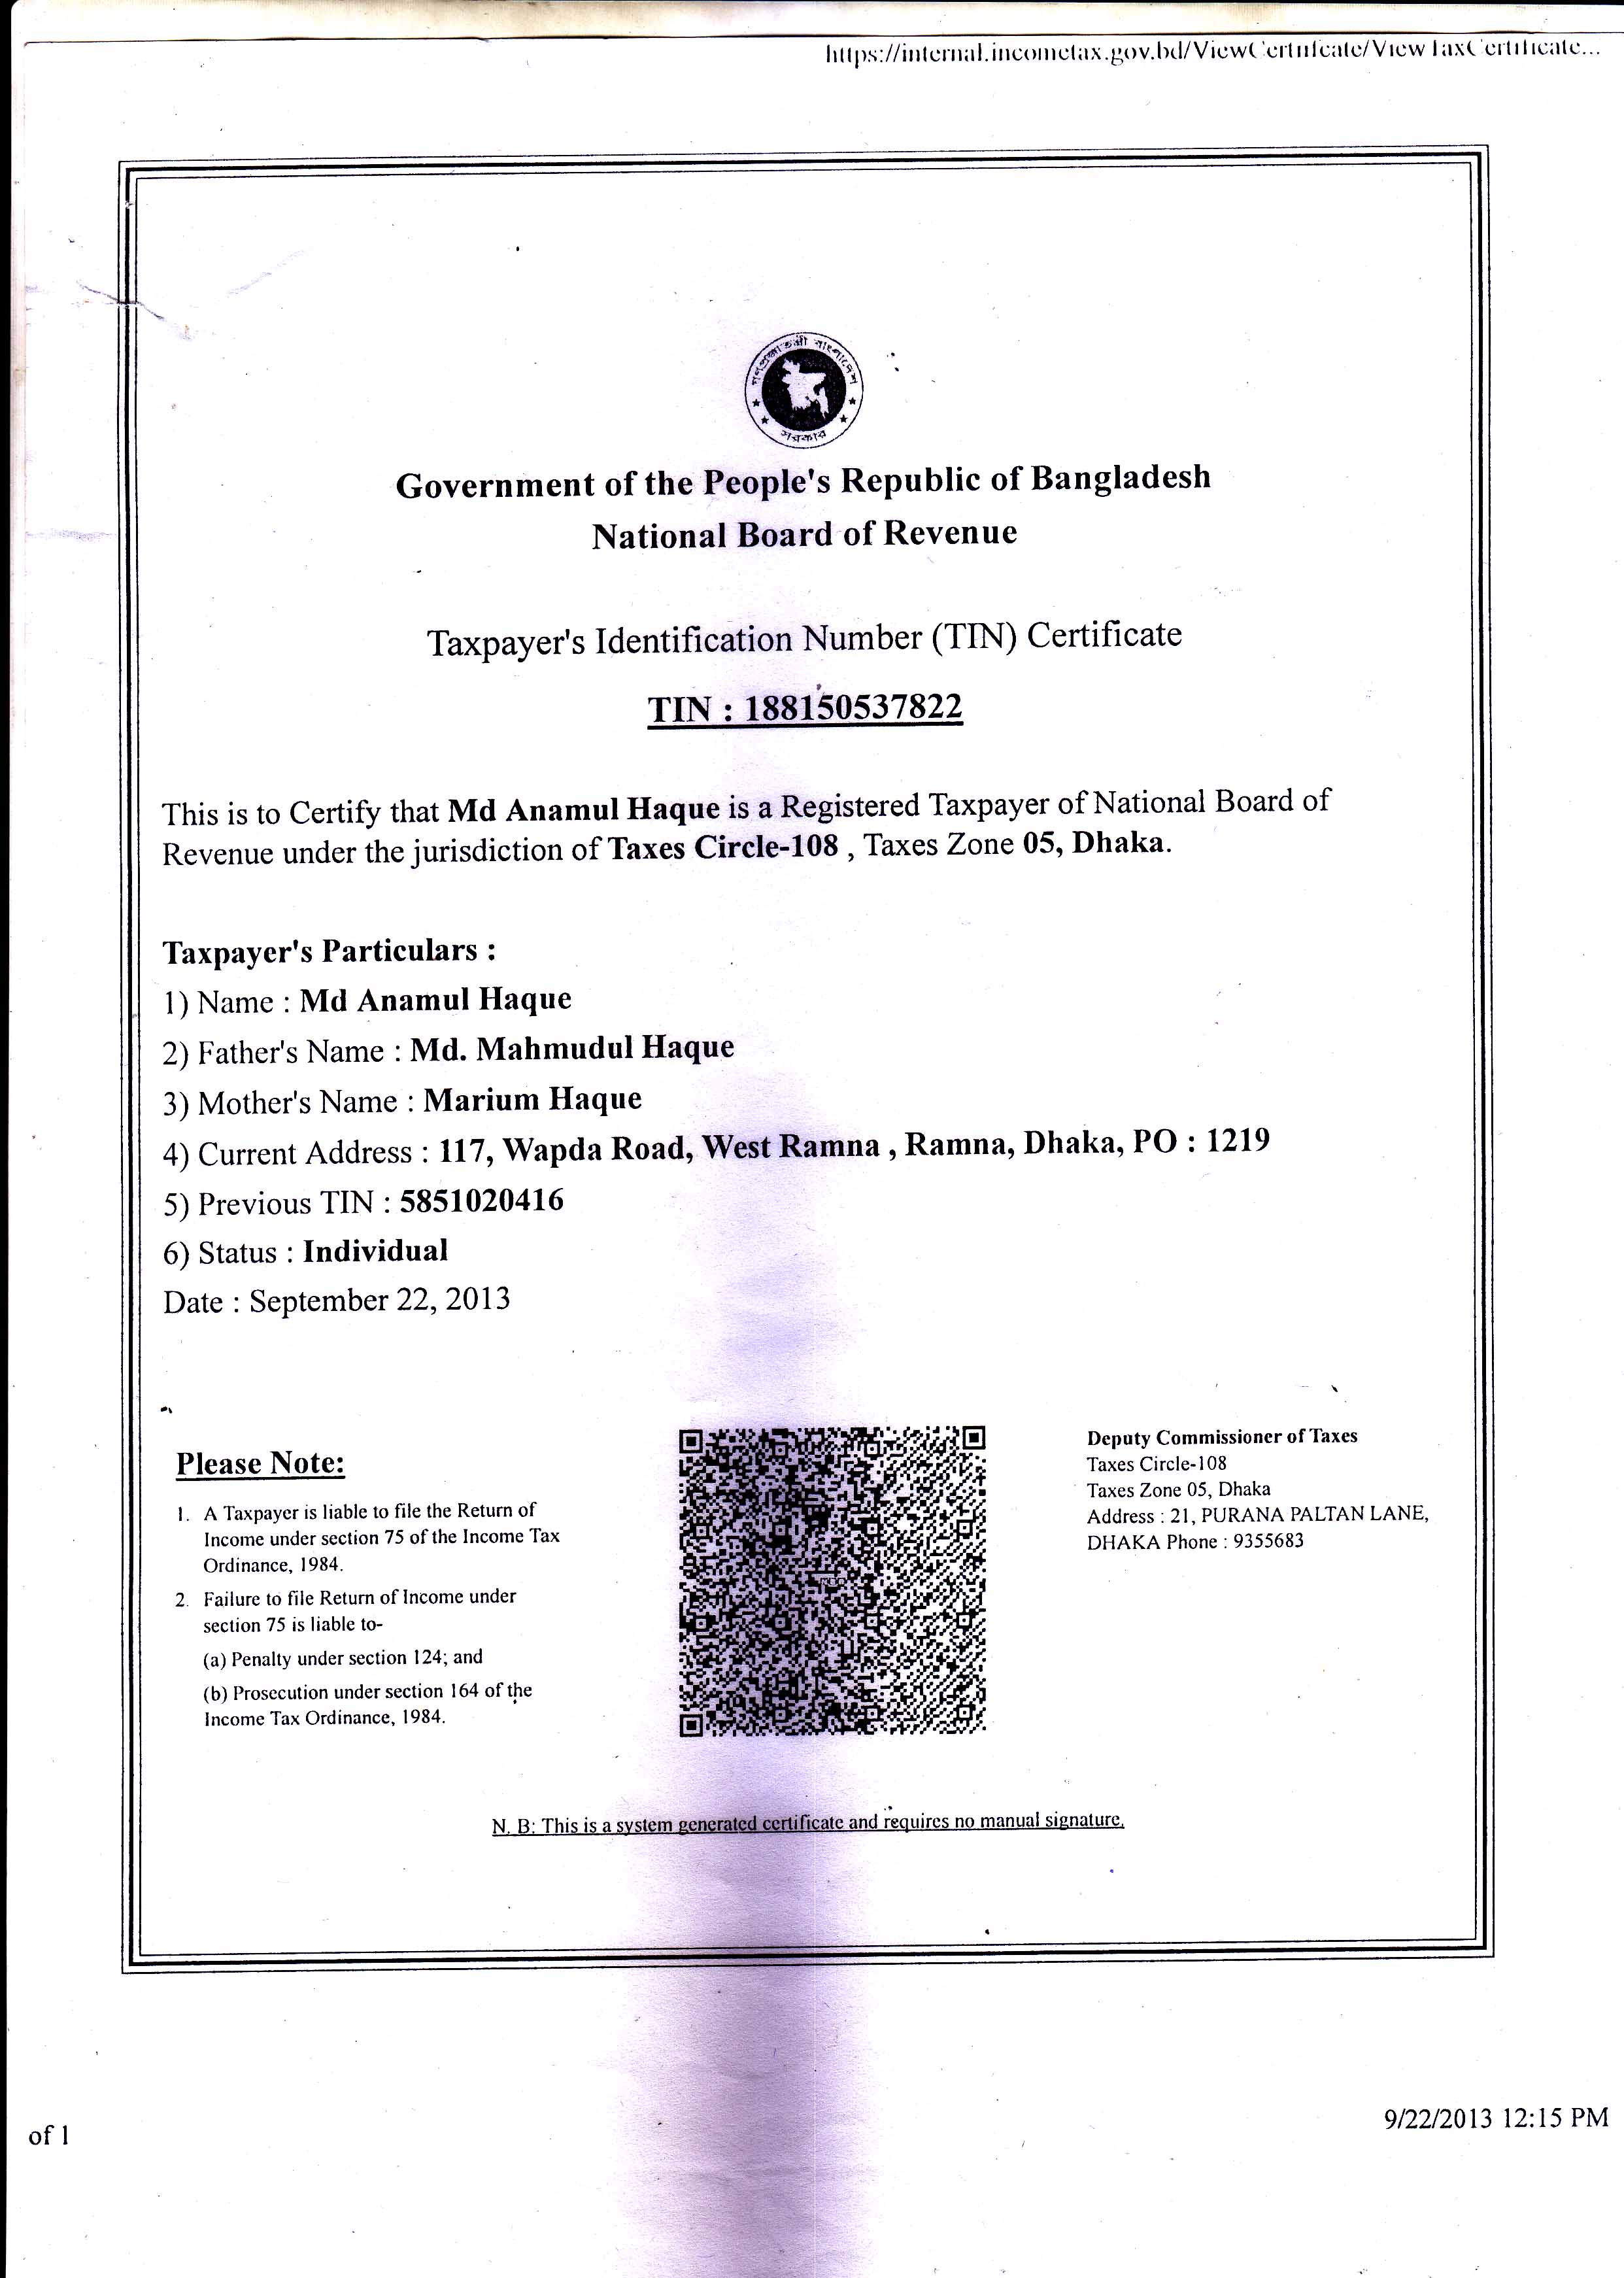 https://internal.incometax.gov.bd/ViewCertiifcate/ViewTaxCertificate...
গণপ্রজাতন্ত্রী বাংলাদেশ
সরকার
Government of the People's Republic of Bangladesh
National Board of Revenue
Taxpayer's Identification Number (TIN) Certificate
TIN : 188150537822
This is to Certify that Md Anamul Haque is a Registered Taxpayer of National Board of
Revenue under the jurisdiction of Taxes Circle-108 , Taxes Zone 05, Dhaka.
Taxpayer's Particulars :
1) Name : Md Anamul Haque
2) Father's Name : Md. Mahmudul Haque
3) Mother's Name : Marium Haque
4) Current Address : 117, Wapda Road, West Ramna , Ramna, Dhaka, PO : 1219
5) Previous TIN : 5851020416
6) Status : Individual
Date : September 22, 2013
Please Note:
1. A Taxpayer is liable to file the Return of
Income under section 75 of the Income Tax
Ordinance, 1984.
2. Failure to file Return of Income under
section 75 is liable to-
(a) Penalty under section 124; and
(b) Prosecution under section 164 of the
Income Tax Ordinance, 1984.
Deputy Commissioner of Taxes
Taxes Circle-108
Taxes Zone 05, Dhaka
Address : 21, PURANA PALTAN LANE,
DHAKA Phone : 9355683
N. B: This is a system generated certificate and requires no manual signature.
of 1
9/22/2013 12:15 PM